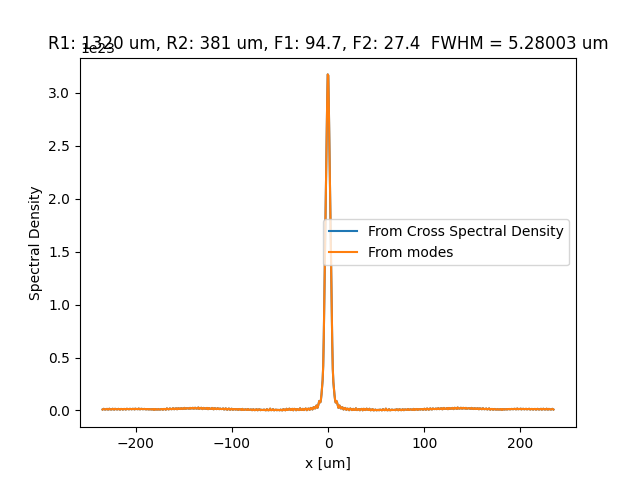 R1: 1320 um, R2: 381 um, F1: 94.7, F2: 27.4  FWHM = 5.28003 um
1e23
3.0
2.5
2.0
1.5
1.0
0.5
0.0
Spectral Density
From Cross Spectral Density
From modes
−200
−100
0
100
200
x [um]